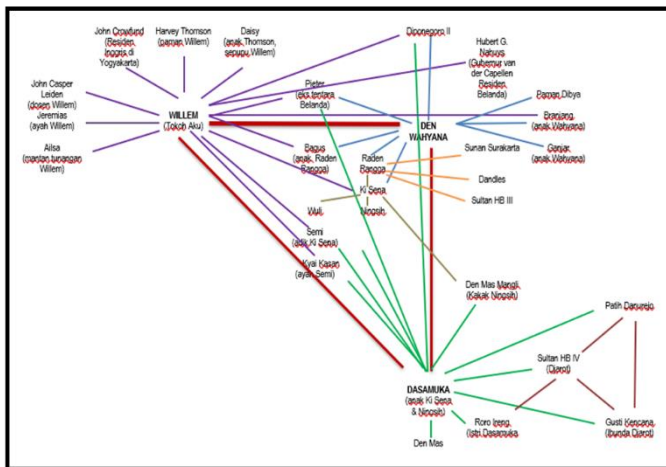 John Crowfund
(Residen
Inggris di
Yogyakarta)
Harvey Thomson
(paman Willem)
Daisy
(anak Thomson,
sepupu Willem)
Diponegoro II
Hubert G.
Nahuys
(Gubernur van
der Capellen
Residen
Belanda)
John Casper
Leiden
(dosen Willem)
Jeremias
(ayah Willem)
Ailsa
(mantan tunangan
Willem)
WILLEM
(Tokoh Aku)
Pieter
(eks tentara
Belanda)
DEN
WAHYANA
Paman Dibya
Branjang
(anak Wahyana)
Ganjar
(anak Wahyana)
Bagus
(anak Raden
Rangga)
Raden
Rangga
Sunan Surakarta
Dandles
Sultan HB III
Ki Sena
Wuli
Ningsih
Semi
(adik Ki Sena)
Kyai Kasan
(ayah Semi)
Den Mas Mangli
(Kakak Ningsih)
Patih Danurejo
Sultan HB IV
(Djarot)
DASAMUKA
(anak Ki Sena
& Ningsih)
Roro Ireng
(Istri Dasamuka)
Gusti Kencana
(ibunda Djarot)
Den Mas